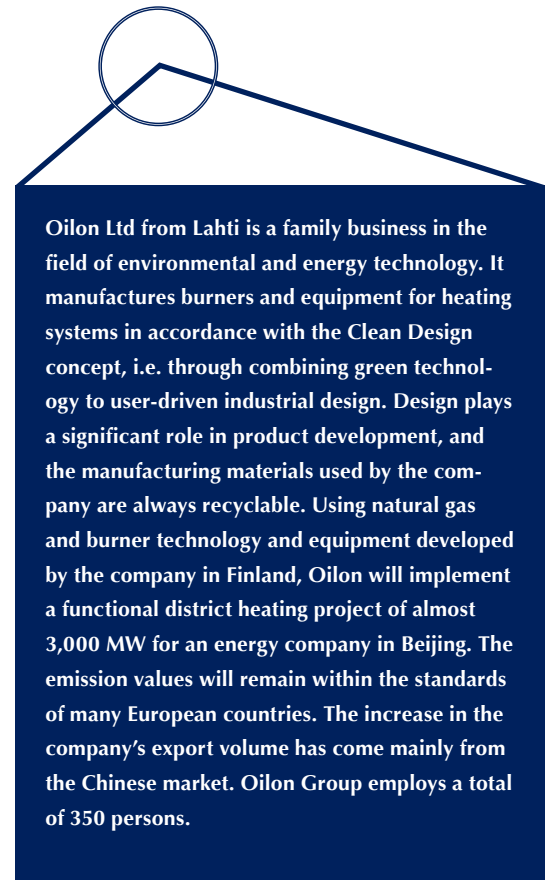 Oilon Ltd from Lahti is a family business in the
field of environmental and energy technology. It
manufactures burners and equipment for heating
systems in accordance with the Clean Design
concept, i.e. through combining green technol-
ogy to user-driven industrial design. Design plays
a significant role in product development, and
the manufacturing materials used by the com-
pany are always recyclable. Using natural gas
and burner technology and equipment developed
by the company in Finland, Oilon will implement
a functional district heating project of almost
3,000 MW for an energy company in Beijing. The
emission values will remain within the standards
of many European countries. The increase in the
company’s export volume has come mainly from
the Chinese market. Oilon Group employs a total
of 350 persons.